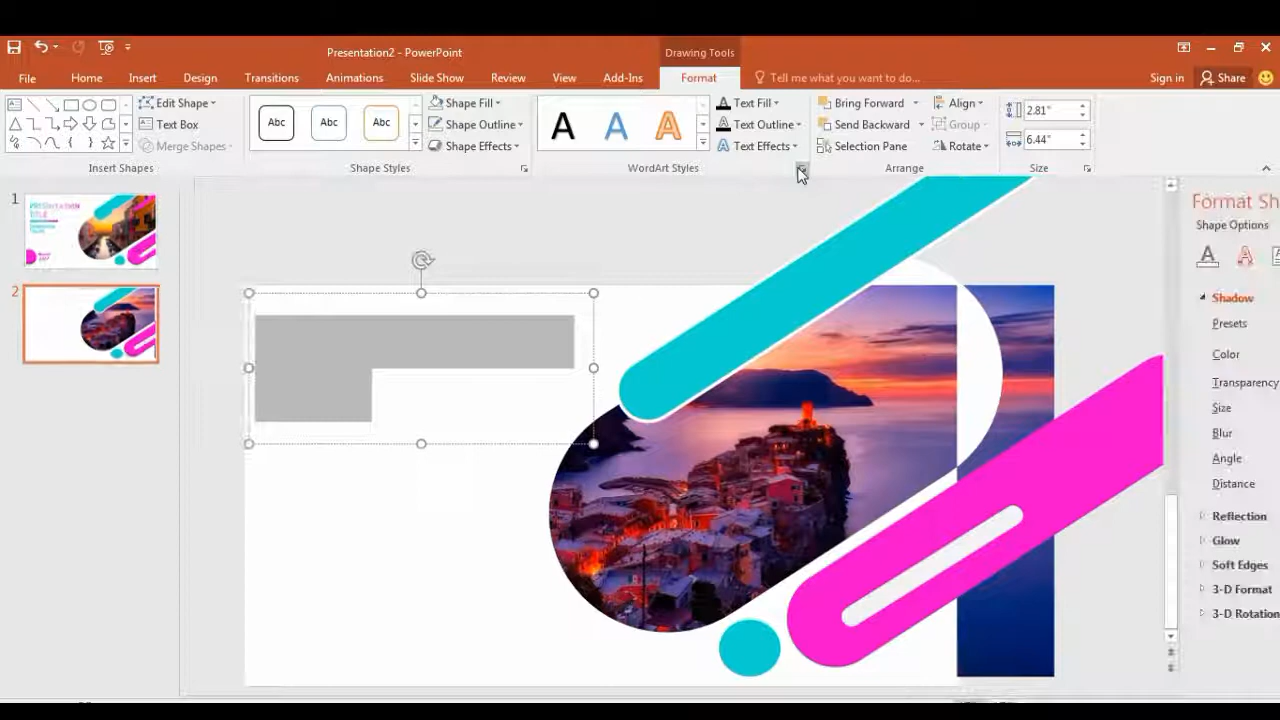 Presentation2 - PowerPoint
Drawing Tools
File Home Insert Design Transitions Animations Slide Show Review View Add-Ins Format Tell me what you want to do... Sign in Share
Edit Shape
Text Box
Merge Shapes
Insert Shapes
Abc Abc Abc
Shape Fill
Shape Outline
Shape Effects
Shape Styles
A A A
Text Fill
Text Outline
Text Effects
WordArt Styles
Bring Forward
Send Backward
Selection Pane
Align
Group
Rotate
Arrange
2.81"
6.44"
Size
1
PRESENTATION
TITLE
2
Format Sh
Shape Options
Shadow
Presets
Color
Transparency
Size
Blur
Angle
Distance
Reflection
Glow
Soft Edges
3-D Format
3-D Rotation